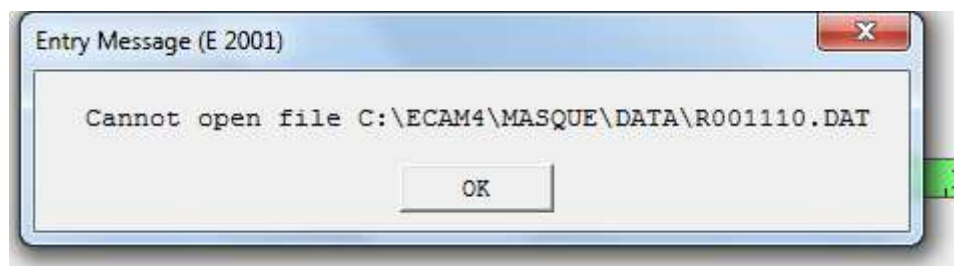 Entry Message (E 2001)
Cannot open file C:\ECAM4\MASQUE\DATA\R001110.DAT
OK